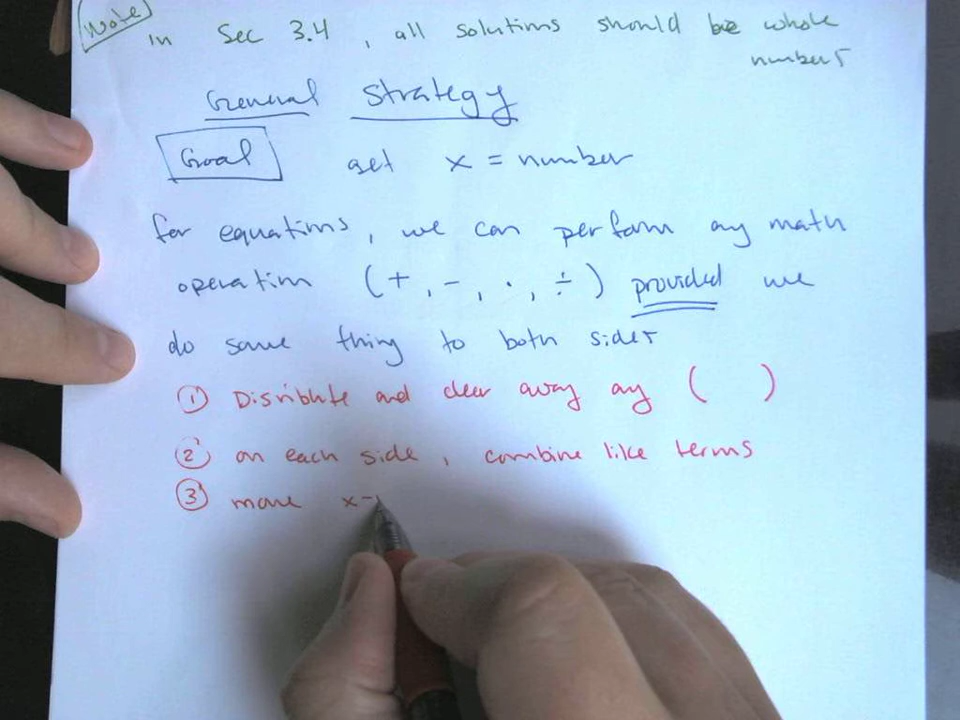 Note
in Sec 3.4 , all solutions should be whole
numbers
General Strategy
Goal get x = number
for equations, we can perform any math
operation (+ , - , · , ÷) provided we
do same thing to both sides
① Disribute and clear away any ( )
② on each side , combine like terms
③ move x-